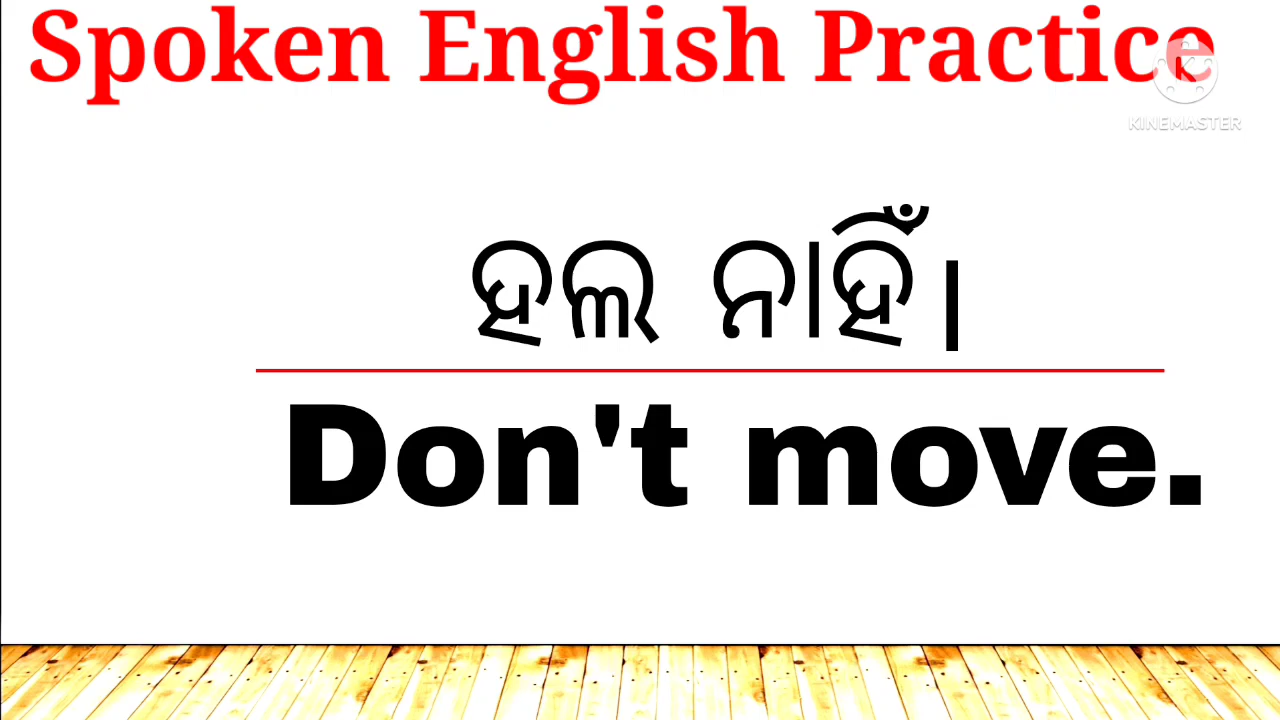 Spoken English Practice
K
KINEMASTER
ହଲ ନାହିଁ।
Don't move.